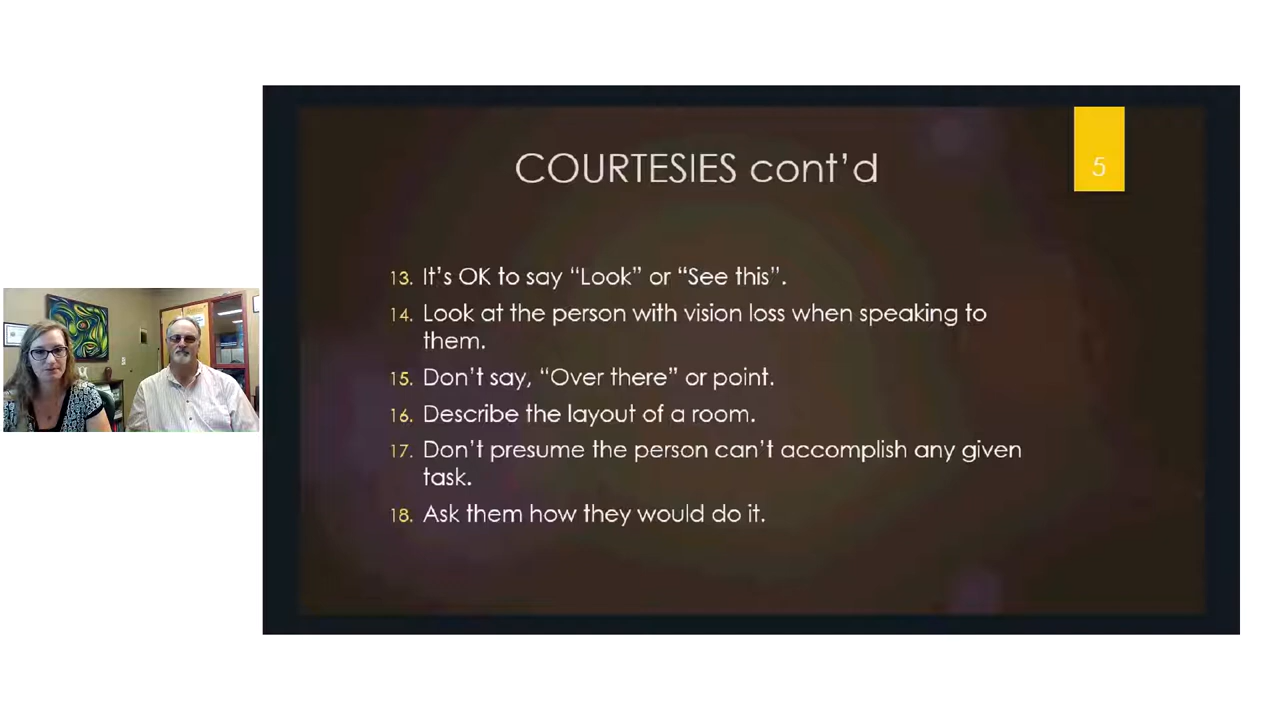 COURTESIES cont’d
5
13. It’s OK to say “Look” or “See this”.
14. Look at the person with vision loss when speaking to
them.
15. Don’t say, “Over there” or point.
16. Describe the layout of a room.
17. Don’t presume the person can’t accomplish any given
task.
18. Ask them how they would do it.